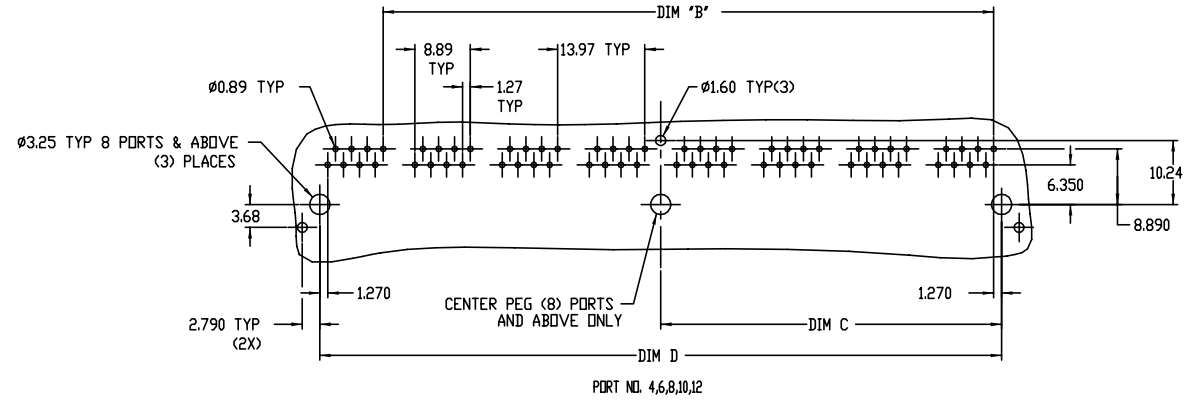 DIM "B"
8.89
TYP
13.97 TYP
1.27
TYP
ø0.89 TYP
ø1.60 TYP(3)
ø3.25 TYP 8 PORTS & ABOVE
(3) PLACES
10.24
6.350
3.68
8.890
1.270
1.270
CENTER PEG (8) PORTS
AND ABOVE ONLY
2.790 TYP
(2X)
DIM C
DIM D
PORT NO. 4,6,8,10,12